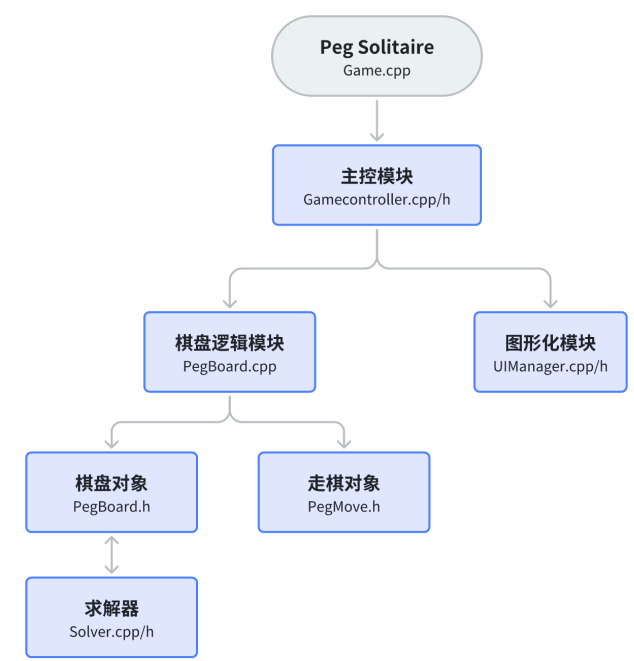 Peg Solitaire
Game.cpp
主控模块
Gamecontroller.cpp/h
棋盘逻辑模块
PegBoard.cpp
图形化模块
UIManager.cpp/h
棋盘对象
PegBoard.h
走棋对象
PegMove.h
求解器
Solver.cpp/h